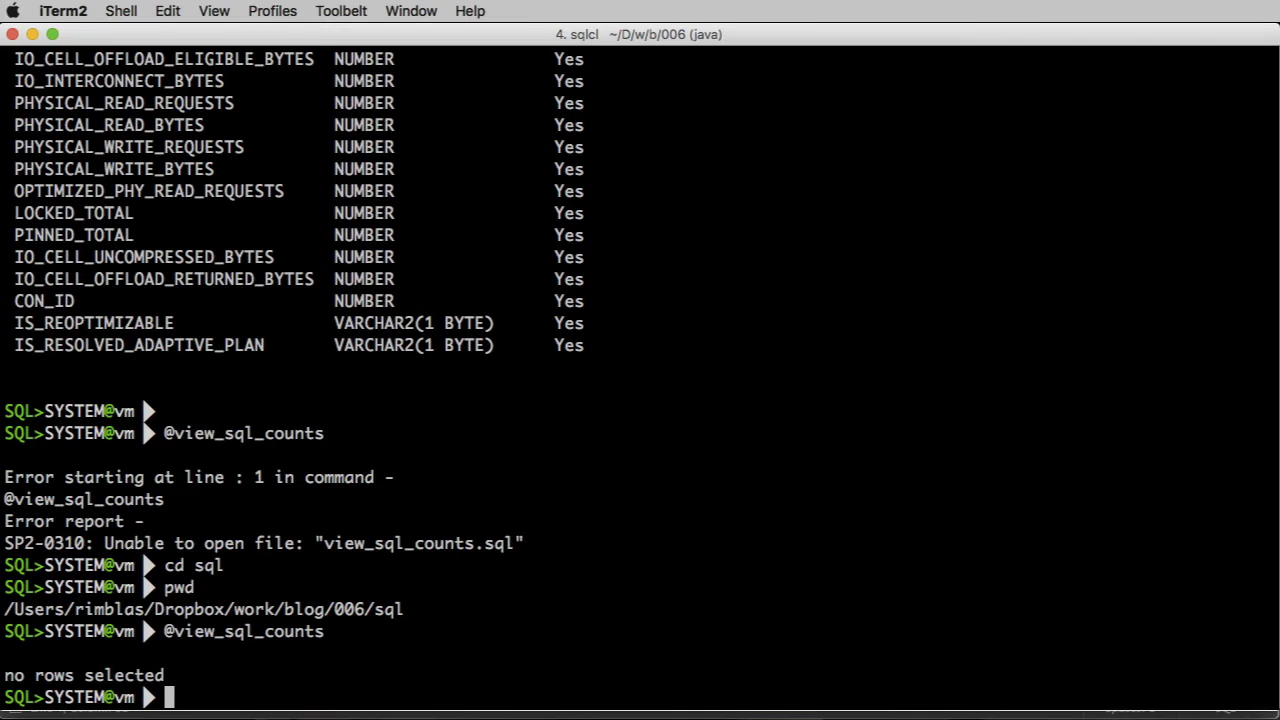 iTerm2 Shell Edit View Profiles Toolbelt Window Help
4. sqlcl ~/D/w/b/006 (java)
IO_CELL_OFFLOAD_ELIGIBLE_BYTES NUMBER Yes
IO_INTERCONNECT_BYTES NUMBER Yes
PHYSICAL_READ_REQUESTS NUMBER Yes
PHYSICAL_READ_BYTES NUMBER Yes
PHYSICAL_WRITE_REQUESTS NUMBER Yes
PHYSICAL_WRITE_BYTES NUMBER Yes
OPTIMIZED_PHY_READ_REQUESTS NUMBER Yes
LOCKED_TOTAL NUMBER Yes
PINNED_TOTAL NUMBER Yes
IO_CELL_UNCOMPRESSED_BYTES NUMBER Yes
IO_CELL_OFFLOAD_RETURNED_BYTES NUMBER Yes
CON_ID NUMBER Yes
IS_REOPTIMIZABLE VARCHAR2(1 BYTE) Yes
IS_RESOLVED_ADAPTIVE_PLAN VARCHAR2(1 BYTE) Yes
SQL>SYSTEM@vm
SQL>SYSTEM@vm @view_sql_counts
Error starting at line : 1 in command -
@view_sql_counts
Error report -
SP2-0310: Unable to open file: "view_sql_counts.sql"
SQL>SYSTEM@vm cd sql
SQL>SYSTEM@vm pwd
/Users/rimblas/Dropbox/work/blog/006/sql
SQL>SYSTEM@vm @view_sql_counts
no rows selected
SQL>SYSTEM@vm